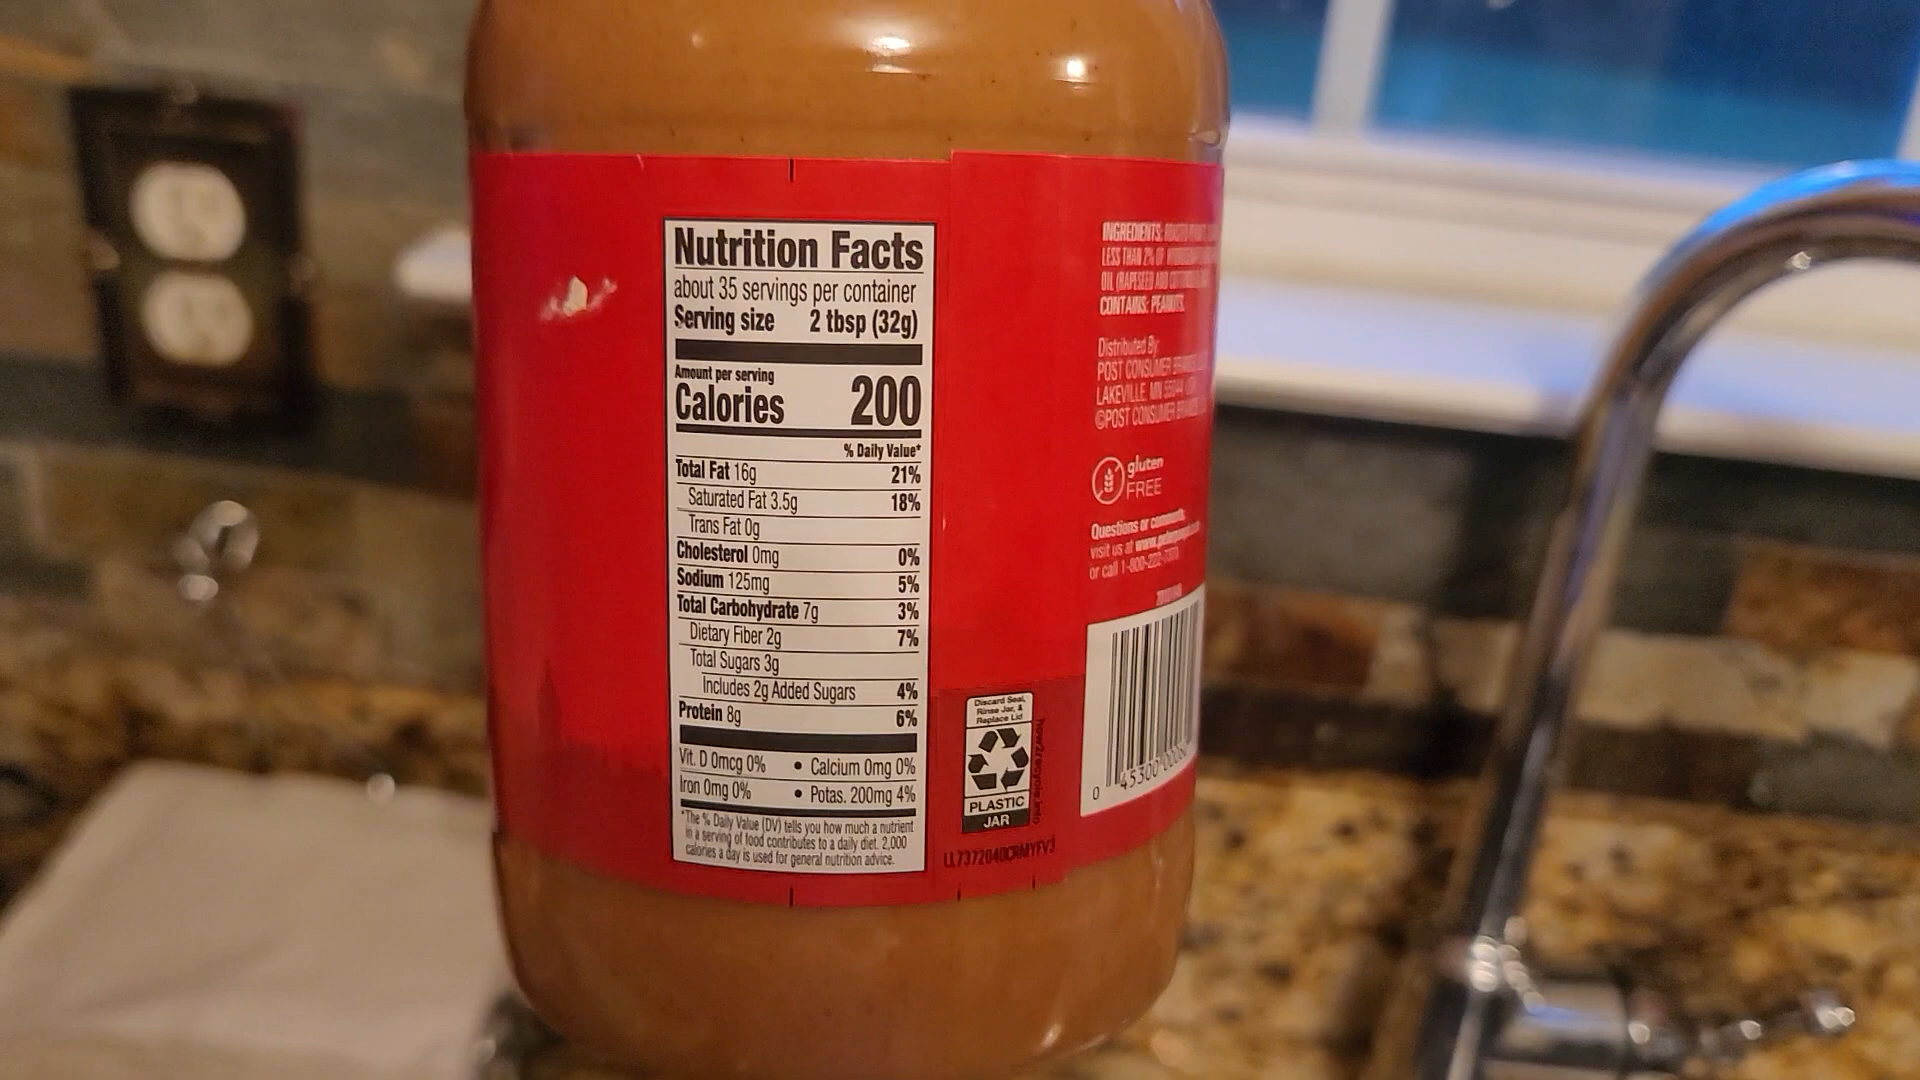 Nutrition Facts
about 35 servings per container
Serving size 2 tbsp (32g)
Amount per serving
Calories 200
% Daily Value*
Total Fat 16g 21%
Saturated Fat 3.5g 18%
Trans Fat 0g
Cholesterol 0mg 0%
Sodium 125mg 5%
Total Carbohydrate 7g 3%
Dietary Fiber 2g 7%
Total Sugars 3g
Includes 2g Added Sugars 4%
Protein 8g 6%
Vit. D 0mcg 0% • Calcium 0mg 0%
Iron 0mg 0% • Potas. 200mg 4%
*The % Daily Value (DV) tells you how much a nutrient
in a serving of food contributes to a daily diet. 2,000
calories a day is used for general nutrition advice.
INGREDIENTS:
LESS THAN 2% OF
OIL (RAPESEED AND
CONTAINS: PEANUTS.
Distributed By:
POST CONSUMER
LAKEVILLE, MN 55044
©POST CONSUMER
gluten
FREE
Questions or comments,
visit us at
or call
Discard Seal,
Rinse Jar, &
Replace Lid
PLASTIC
JAR
how2recycle.info
0 45300